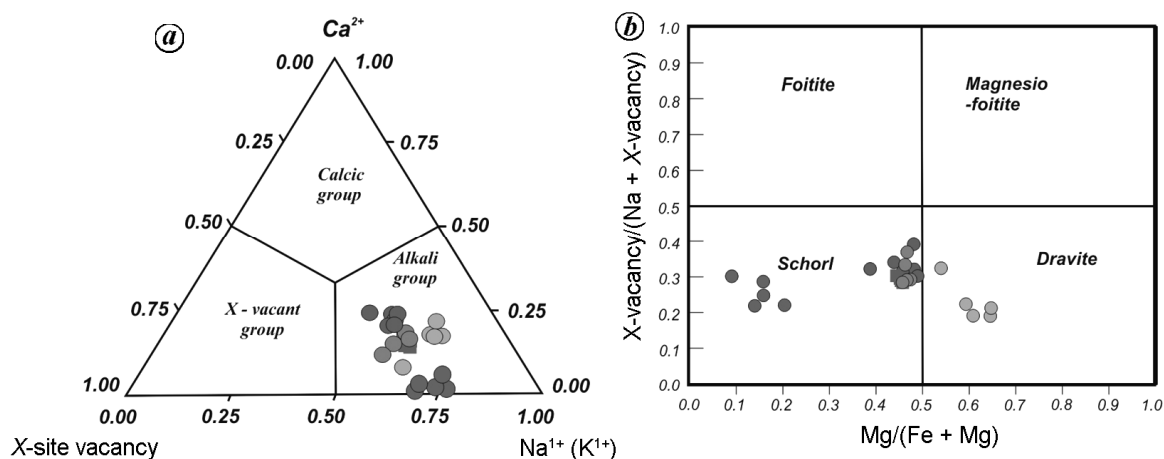 a
Ca²⁺
0.00 1.00
0.25 0.75
Calcic
group
0.50 0.50
Alkali
group
X - vacant
group
0.75 0.25
1.00 0.00
0.00 0.25 0.50 0.75 1.00
X-site vacancy Na¹⁺ (K¹⁺)
b
X-vacancy/(Na + X-vacancy)
1.0
0.9
0.8
0.7
0.6
0.5
0.4
0.3
0.2
0.1
0.0
Foitite
Magnesio
-foitite
Schorl
Dravite
0.0 0.1 0.2 0.3 0.4 0.5 0.6 0.7 0.8 0.9 1.0
Mg/(Fe + Mg)